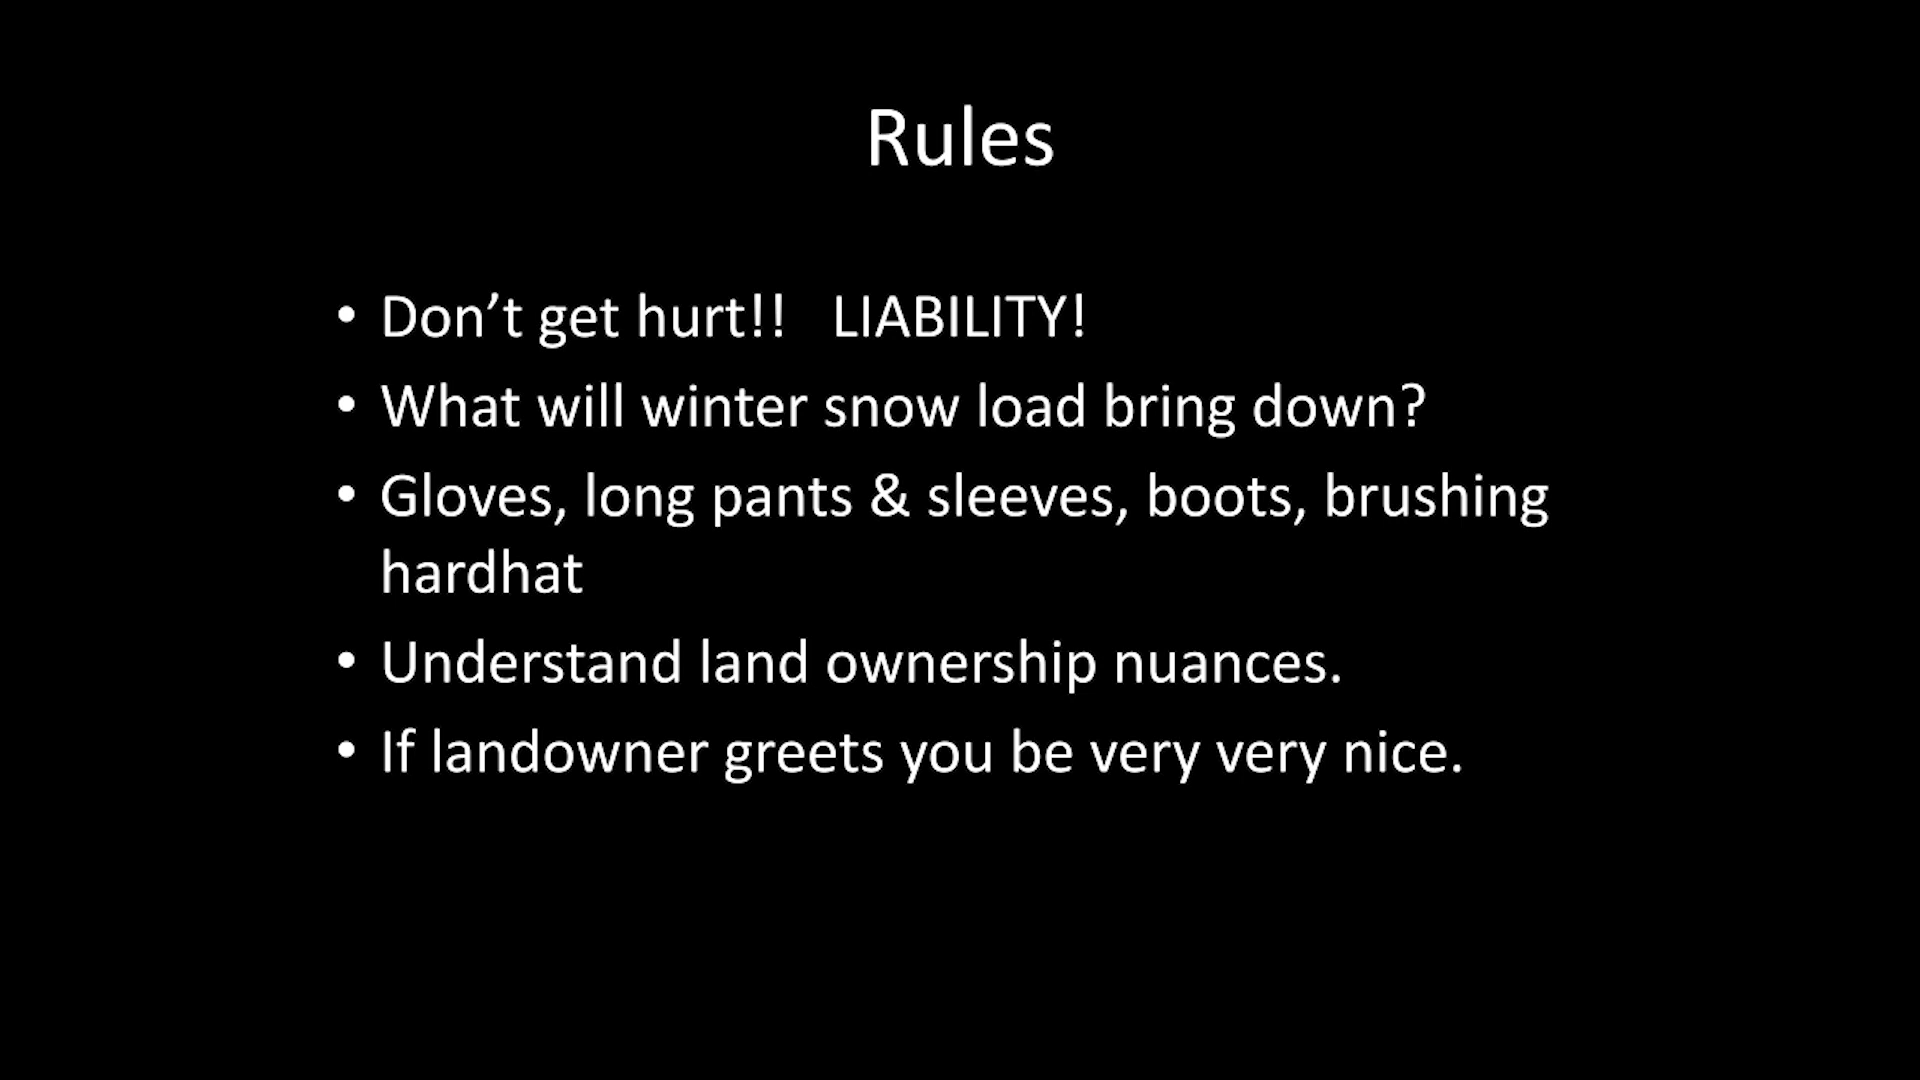 Rules
• Don’t get hurt!! LIABILITY!
• What will winter snow load bring down?
• Gloves, long pants & sleeves, boots, brushing
hardhat
• Understand land ownership nuances.
• If landowner greets you be very very nice.